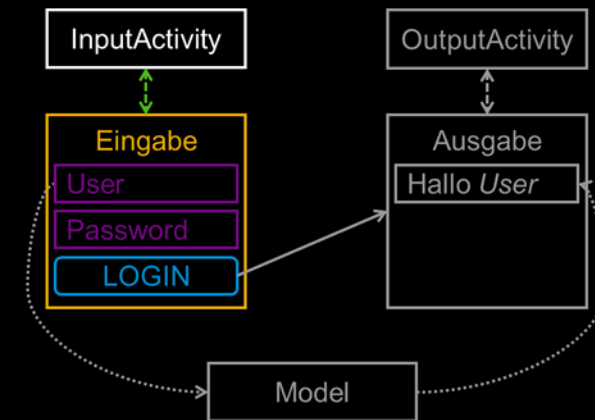 InputActivity
OutputActivity
Eingabe
User
Password
LOGIN
Ausgabe
Hallo User
Model